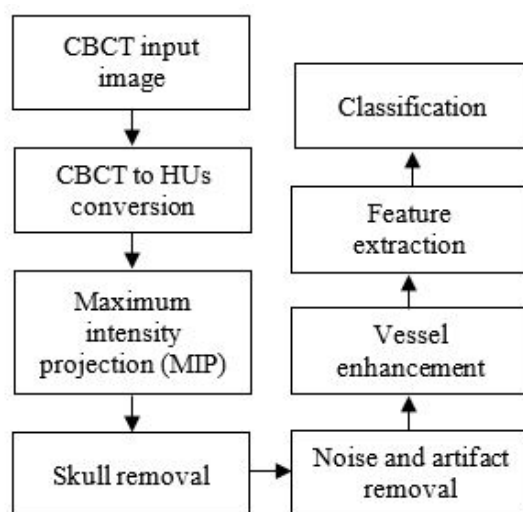 CBCT input
image
CBCT to HUs
conversion
Maximum
intensity
projection (MIP)
Skull removal
Noise and artifact
removal
Vessel
enhancement
Feature
extraction
Classification